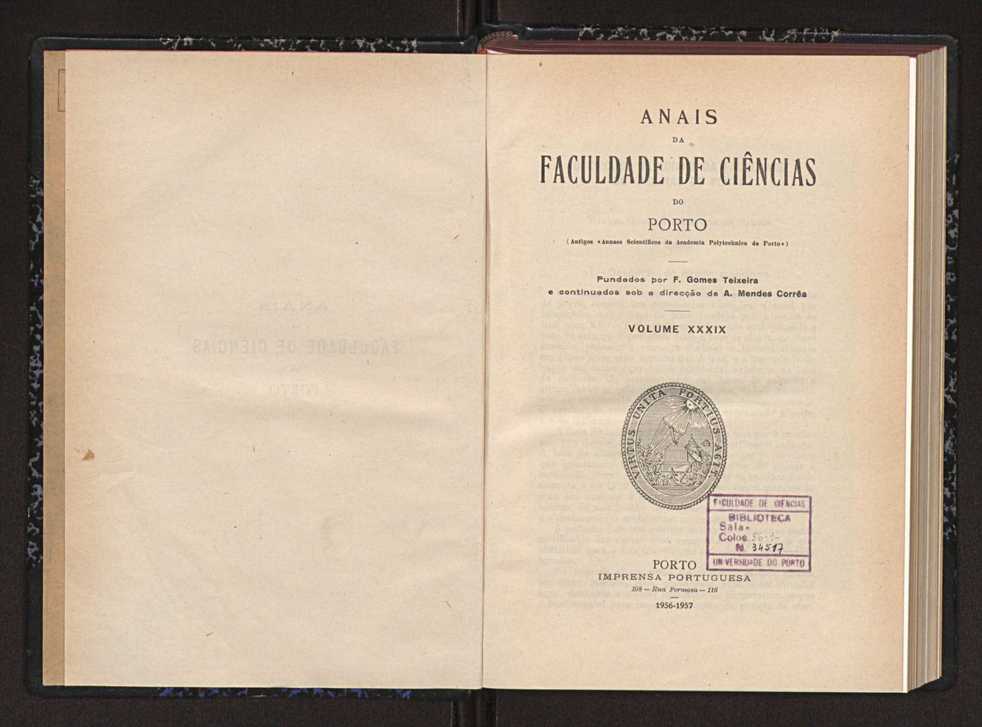 ANAIS
DA
FACULDADE DE CIÊNCIAS
DO
PORTO
(Antigos «Annaes Scientificos da Academia Polytechnica do Porto»)
Fundados por F. Gomes Teixeira
e continuados sob a direcção de A. Mendes Corrêa
VOLUME XXXIX
VIRTUS UNITA FORTIUS AGIT
FACULDADE DE CIÊNCIAS
BIBLIOTECA
Sala
Coloc.
N. 34517
UNIVERSIDADE DO PORTO
PORTO
IMPRENSA PORTUGUESA
108 — Rua Formosa — 116
1956-1957